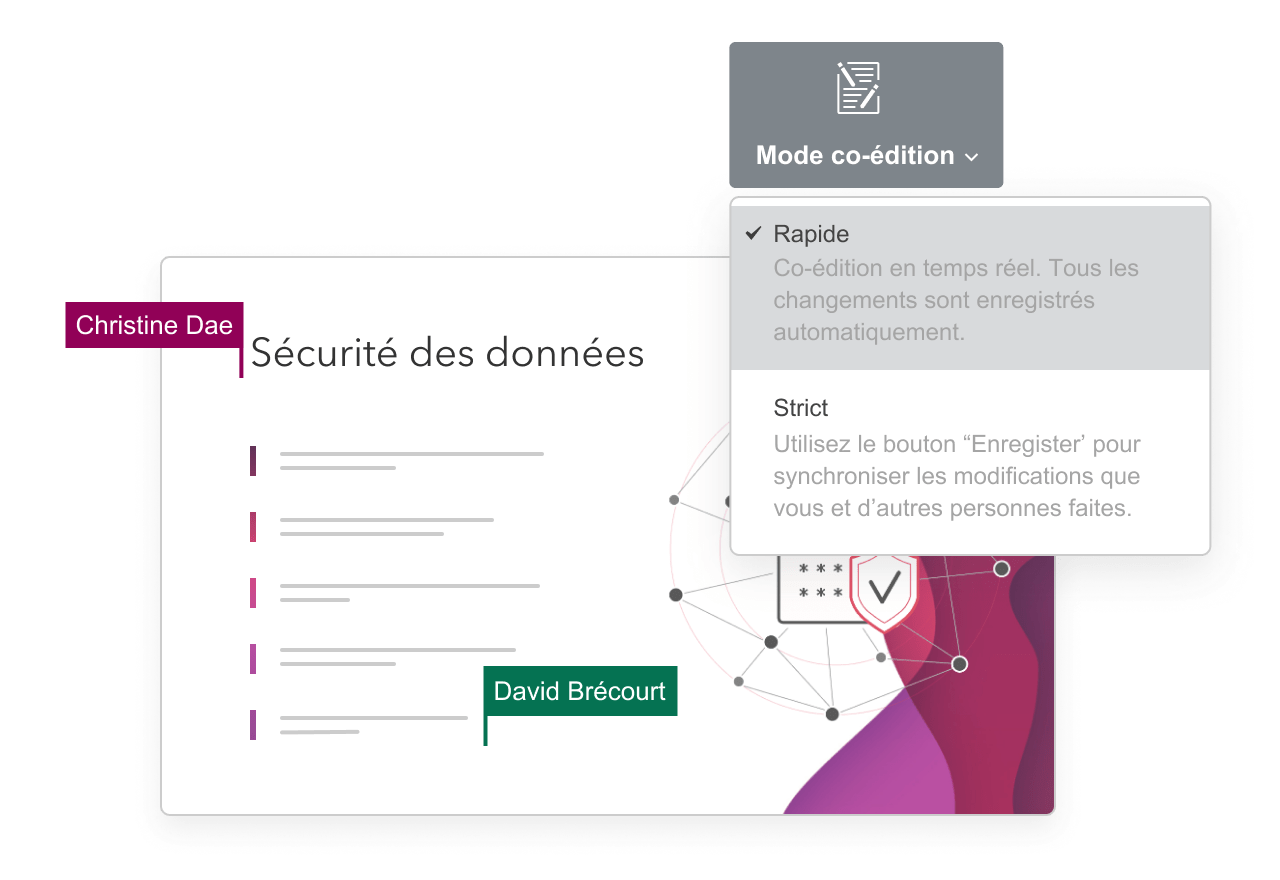 Mode co-édition
Rapide
Co-édition en temps réel. Tous les
changements sont enregistrés
automatiquement.
Strict
Utilisez le bouton “Enregister’ pour
synchroniser les modifications que
vous et d’autres personnes faites.
Christine Dae
Sécurité des données
* * *
* * *
David Brécourt